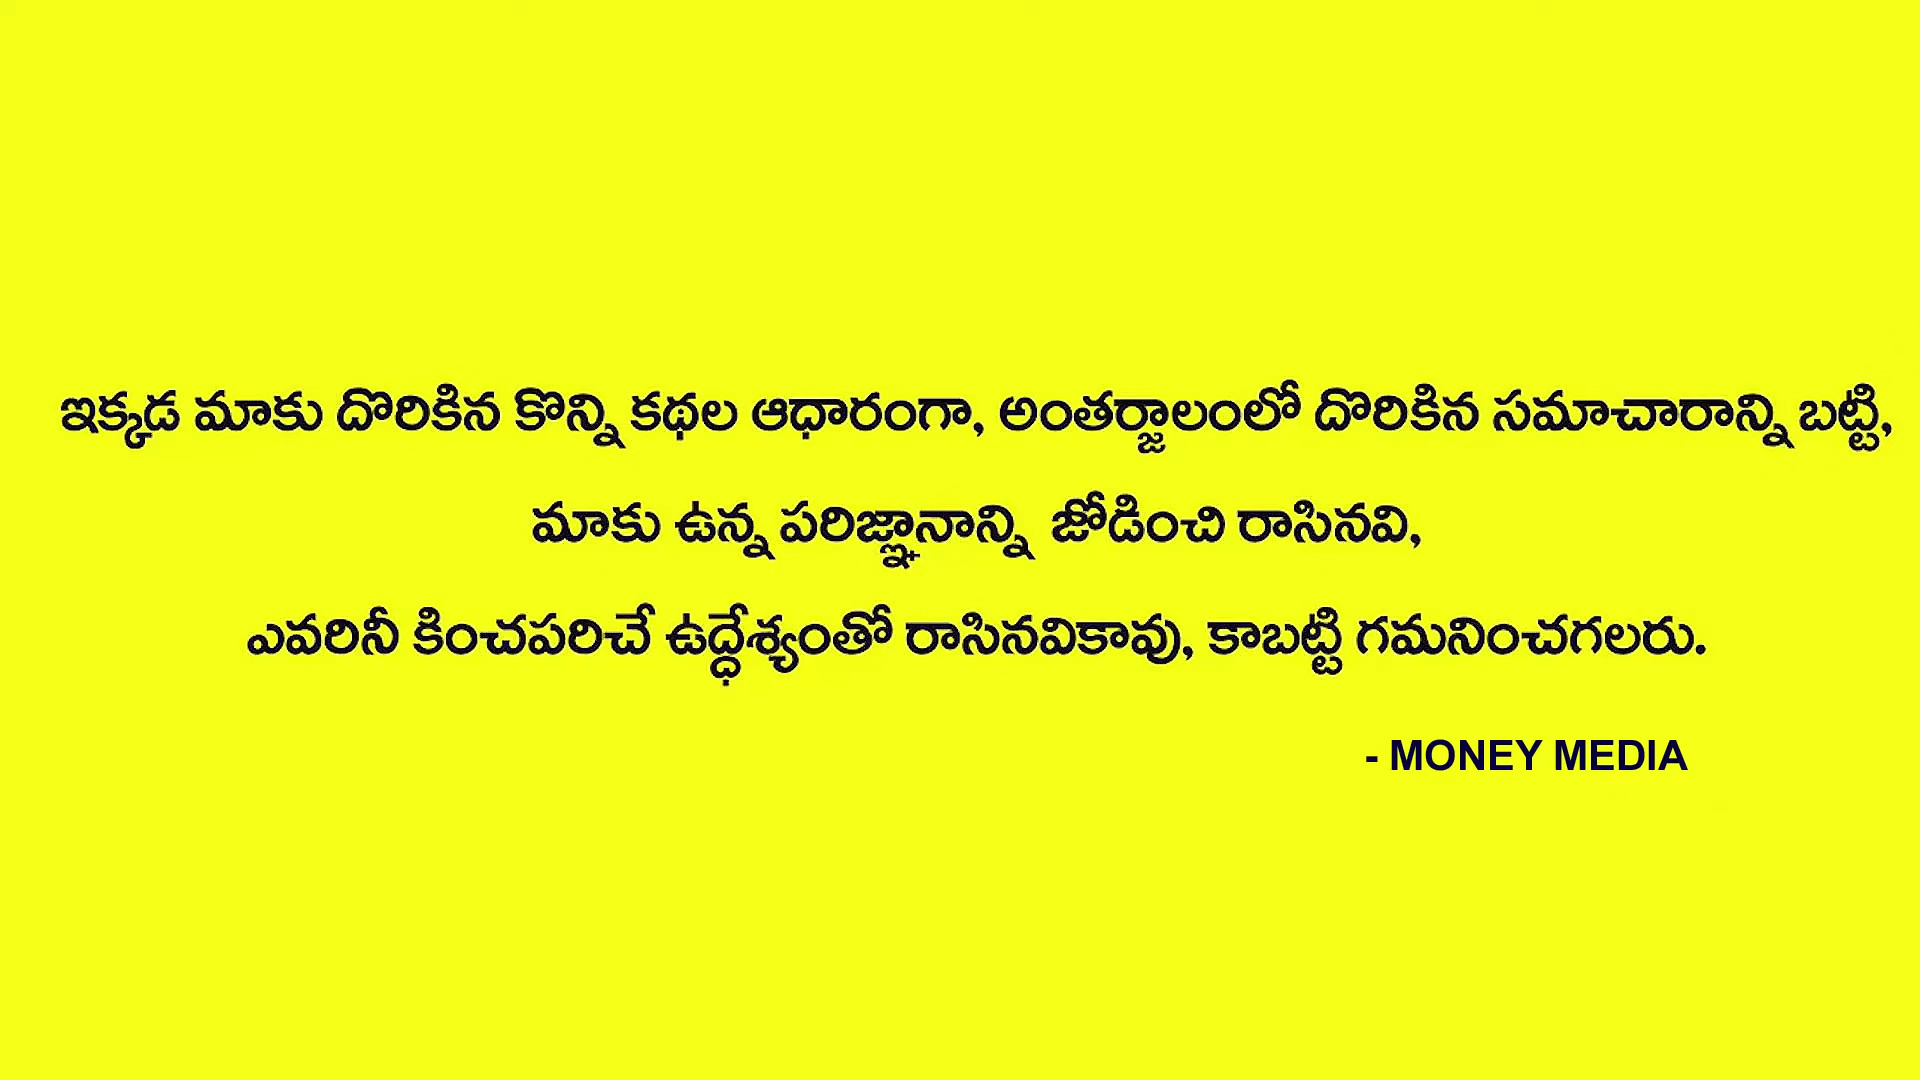 ఇక్కడ మాకు దొరికిన కొన్ని కథల ఆధారంగా, అంతర్జాలంలో దొరికిన సమాచారాన్ని బట్టి,
మాకు ఉన్న పరిజ్ఞానాన్ని జోడించి రాసినవి,
ఎవరినీ కించపరిచే ఉద్ధేశ్యంతో రాసినవికావు, కాబట్టి గమనించగలరు.
- MONEY MEDIA